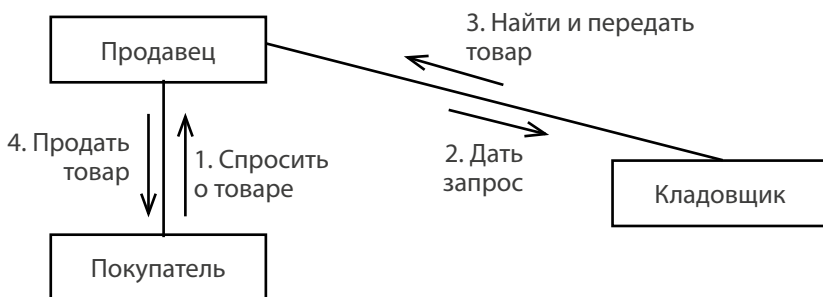 3. Найти и передать
товар
Продавец
4. Продать
товар
1. Спросить
о товаре
2. Дать
запрос
Кладовщик
Покупатель